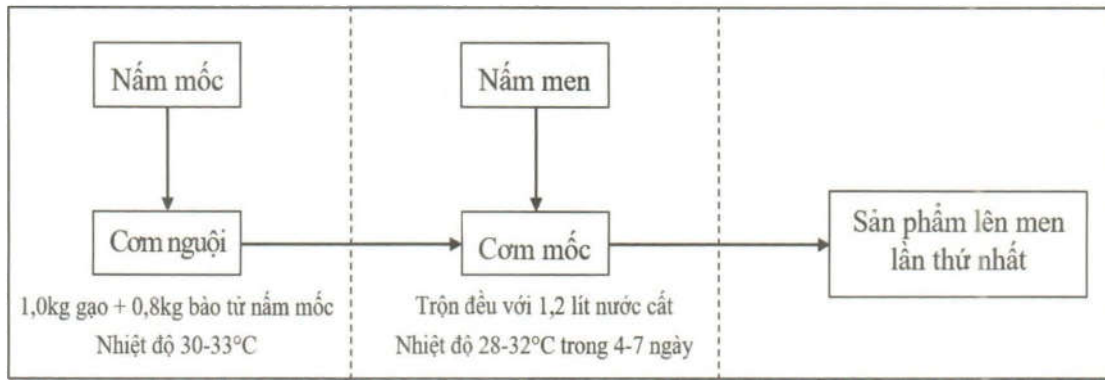 Nấm mốc
Nấm men
Cơm nguội
Cơm mốc
Sản phẩm lên men
lần thứ nhất
1,0kg gạo + 0,8kg bào tử nấm mốc
Nhiệt độ 30-33°C
Trộn đều với 1,2 lít nước cất
Nhiệt độ 28-32°C trong 4-7 ngày